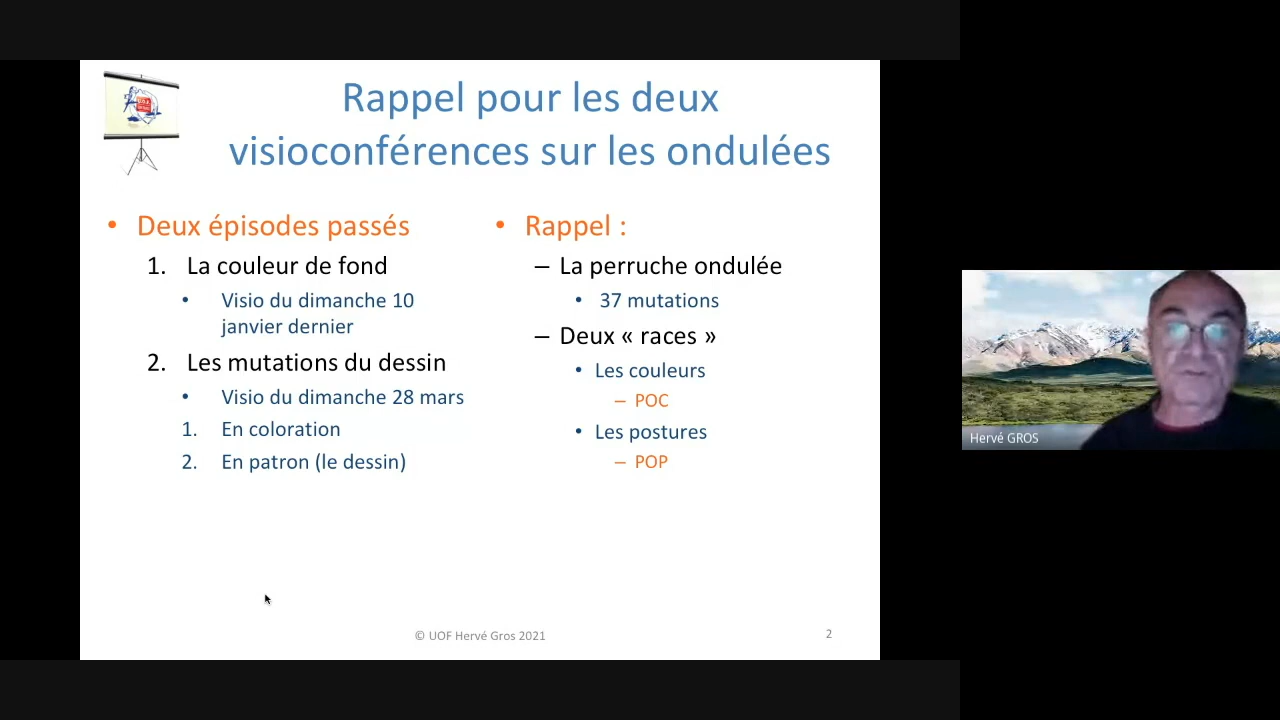 Rappel pour les deux
visioconférences sur les ondulées
• Deux épisodes passés
1. La couleur de fond
• Visio du dimanche 10
janvier dernier
2. Les mutations du dessin
• Visio du dimanche 28 mars
1. En coloration
2. En patron (le dessin)
• Rappel :
– La perruche ondulée
• 37 mutations
– Deux « races »
• Les couleurs
– POC
• Les postures
– POP
© UOF Hervé Gros 2021
2
Hervé GROS